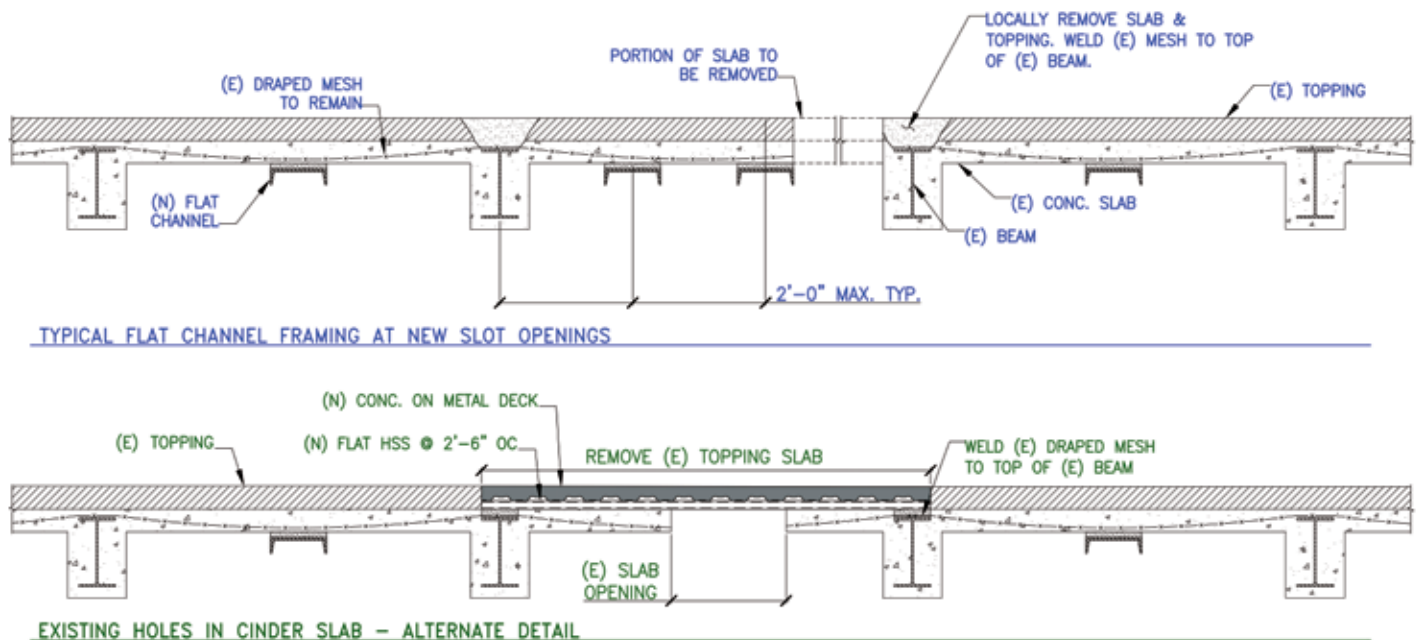 LOCALLY REMOVE SLAB &
TOPPING. WELD (E) MESH TO TOP
OF (E) BEAM.
PORTION OF SLAB TO
BE REMOVED
(E) DRAPED MESH
TO REMAIN
(E) TOPPING
(N) FLAT
CHANNEL
(E) CONC. SLAB
(E) BEAM
2'-0" MAX. TYP.
TYPICAL FLAT CHANNEL FRAMING AT NEW SLOT OPENINGS
(N) CONC. ON METAL DECK
(E) TOPPING
(N) FLAT HSS @ 2'-6" OC
REMOVE (E) TOPPING SLAB
WELD (E) DRAPED MESH
TO TOP OF (E) BEAM
(E) SLAB
OPENING
EXISTING HOLES IN CINDER SLAB - ALTERNATE DETAIL